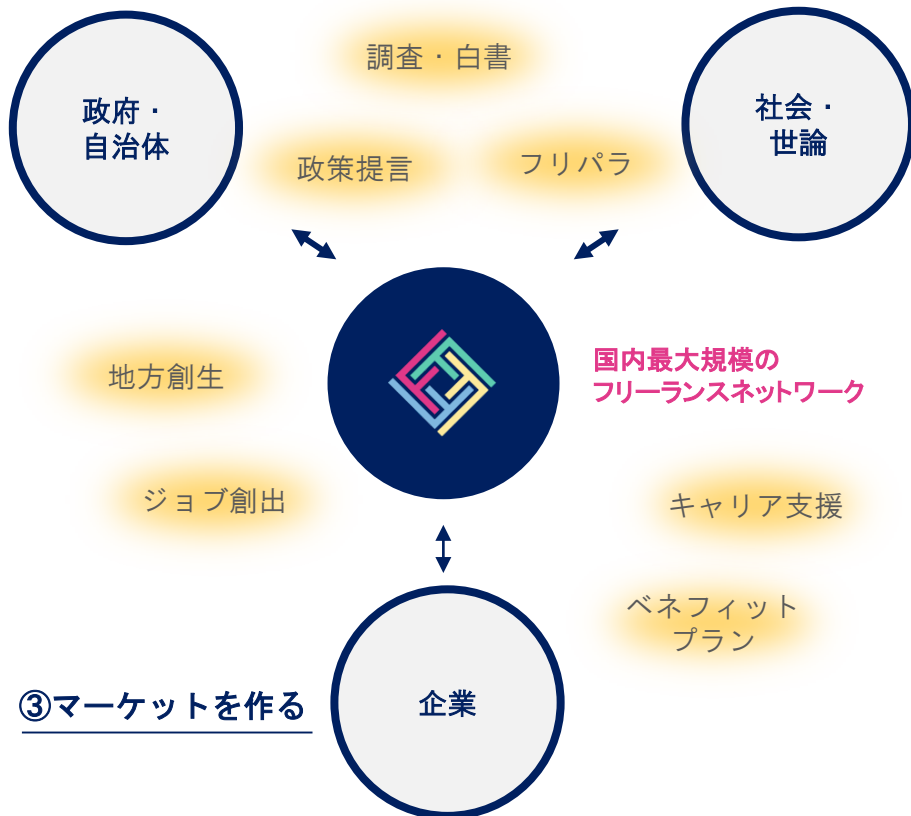 調査・白書
政府・
自治体
社会・
世論
政策提言
フリパラ
国内最大規模の
フリーランスネットワーク
地方創生
ジョブ創出
キャリア支援
ベネフィット
プラン
③マーケットを作る
企業